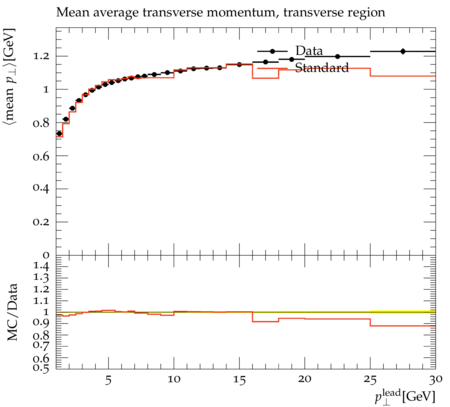 Mean average transverse momentum, transverse region
⟨mean p⊥⟩[GeV]
Data
Standard
1.2
1
0.8
0.6
0.4
0.2
0
MC/Data
1.4
1.3
1.2
1.1
1
0.9
0.8
0.7
0.6
0.5
5 10 15 20 25 30
p⊥^lead[GeV]